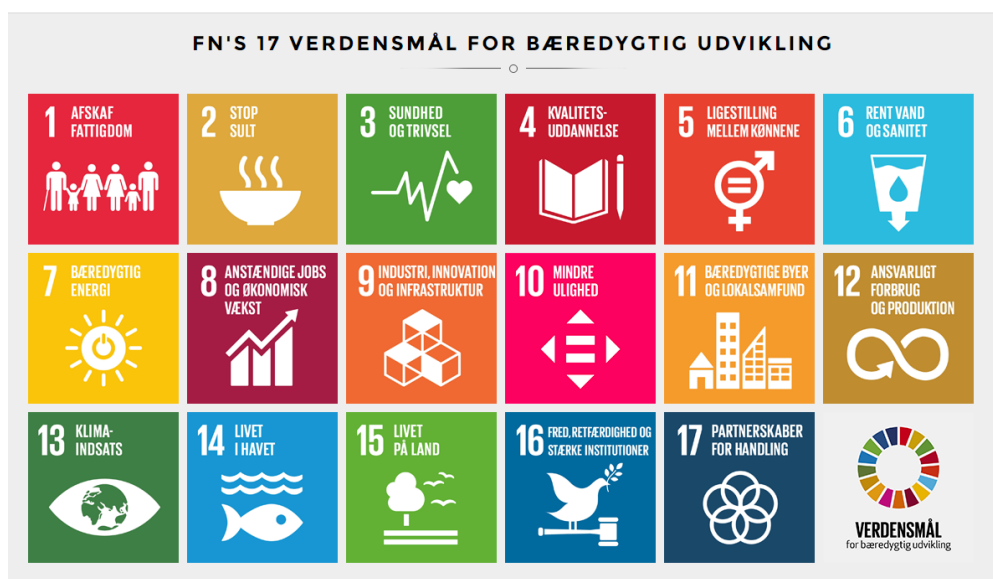 FN'S 17 VERDENSMÅL FOR BÆREDYGTIG UDVIKLING
1 AFSKAF
FATTIGDOM
2 STOP
SULT
3 SUNDHED
OG TRIVSEL
4 KVALITETS-
UDDANNELSE
5 LIGESTILLING
MELLEM KØNNENE
6 RENT VAND
OG SANITET
7 BÆREDYGTIG
ENERGI
8 ANSTÆNDIGE JOBS
OG ØKONOMISK
VÆKST
9 INDUSTRI, INNOVATION
OG INFRASTRUKTUR
10 MINDRE
ULIGHED
11 BÆREDYGTIGE BYER
OG LOKALSAMFUND
12 ANSVARLIGT
FORBRUG
OG PRODUKTION
13 KLIMA-
INDSATS
14 LIVET
I HAVET
15 LIVET
PÅ LAND
16 FRED, RETFÆRDIGHED OG
STÆRKE INSTITUTIONER
17 PARTNERSKABER
FOR HANDLING
VERDENSMÅL
for bæredygtig udvikling